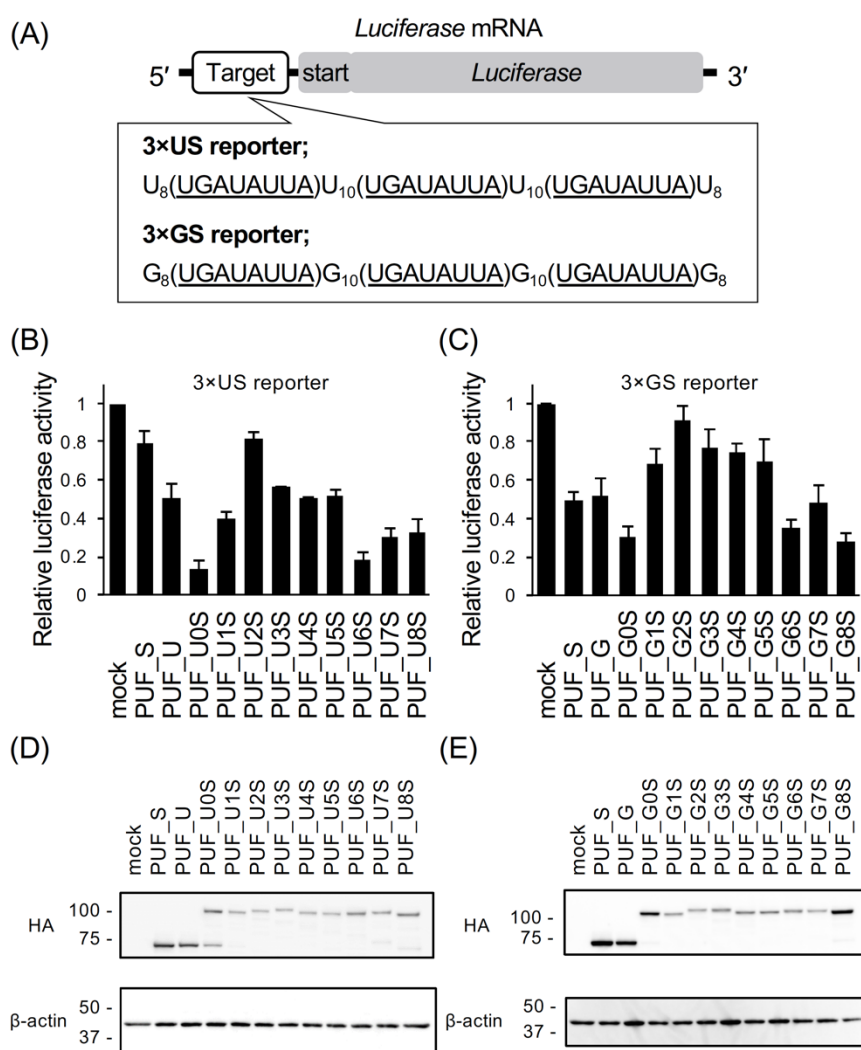 (A)
Luciferase mRNA
5′ Target start Luciferase 3′
3×US reporter;
U₈(UGAUAUUA)U₁₀(UGAUAUUA)U₁₀(UGAUAUUA)U₈
3×GS reporter;
G₈(UGAUAUUA)G₁₀(UGAUAUUA)G₁₀(UGAUAUUA)G₈
(B)
3×US reporter
Relative luciferase activity
1
0.8
0.6
0.4
0.2
0
mock
PUF_S
PUF_U
PUF_U0S
PUF_U1S
PUF_U2S
PUF_U3S
PUF_U4S
PUF_U5S
PUF_U6S
PUF_U7S
PUF_U8S
(C)
3×GS reporter
Relative luciferase activity
1
0.8
0.6
0.4
0.2
0
mock
PUF_S
PUF_G
PUF_G0S
PUF_G1S
PUF_G2S
PUF_G3S
PUF_G4S
PUF_G5S
PUF_G6S
PUF_G7S
PUF_G8S
(D)
mock
PUF_S
PUF_U
PUF_U0S
PUF_U1S
PUF_U2S
PUF_U3S
PUF_U4S
PUF_U5S
PUF_U6S
PUF_U7S
PUF_U8S
HA
100 -
75 -
β-actin
50 -
37 -
(E)
mock
PUF_S
PUF_G
PUF_G0S
PUF_G1S
PUF_G2S
PUF_G3S
PUF_G4S
PUF_G5S
PUF_G6S
PUF_G7S
PUF_G8S
HA
100 -
75 -
β-actin
50 -
37 -